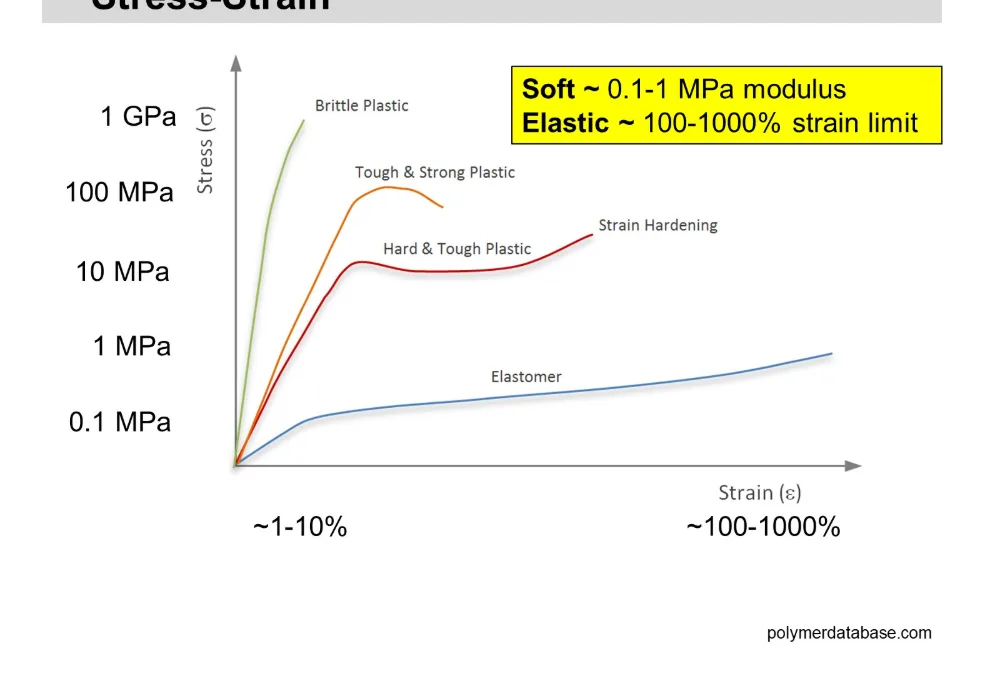 Stress-Strain
Soft ~ 0.1-1 MPa modulus
Elastic ~ 100-1000% strain limit
1 GPa
100 MPa
10 MPa
1 MPa
0.1 MPa
Stress (σ)
Brittle Plastic
Tough & Strong Plastic
Strain Hardening
Hard & Tough Plastic
Elastomer
Strain (ε)
~1-10%
~100-1000%
polymerdatabase.com